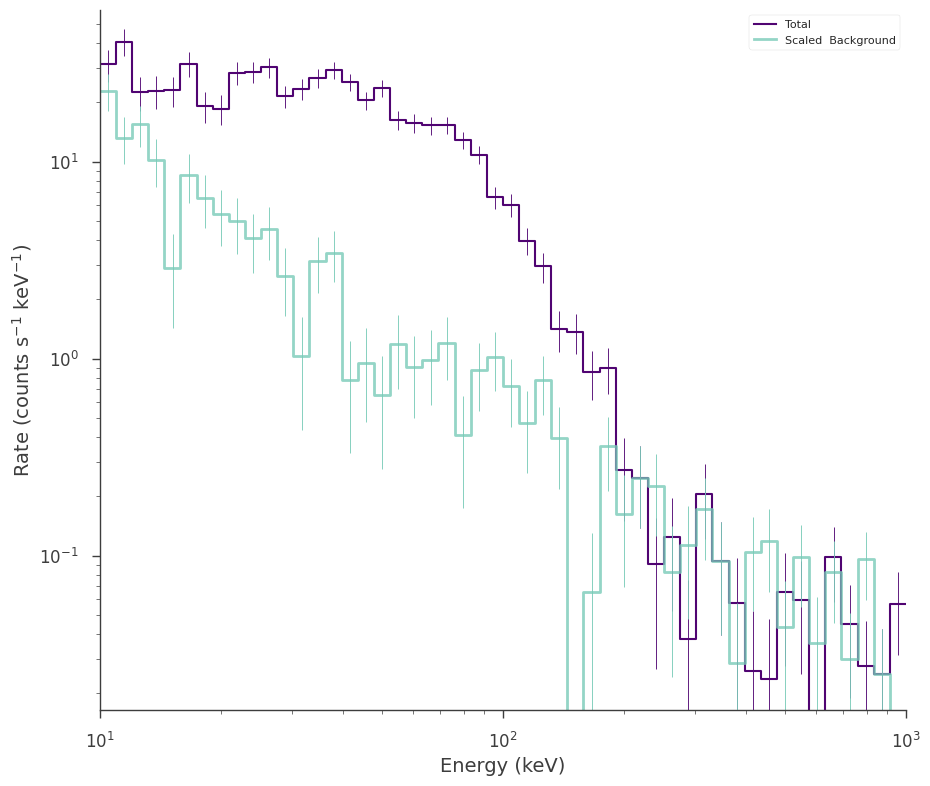 Total
Scaled Background
Rate (counts s⁻¹ keV⁻¹)
10¹
10⁰
10⁻¹
10¹
10²
10³
Energy (keV)